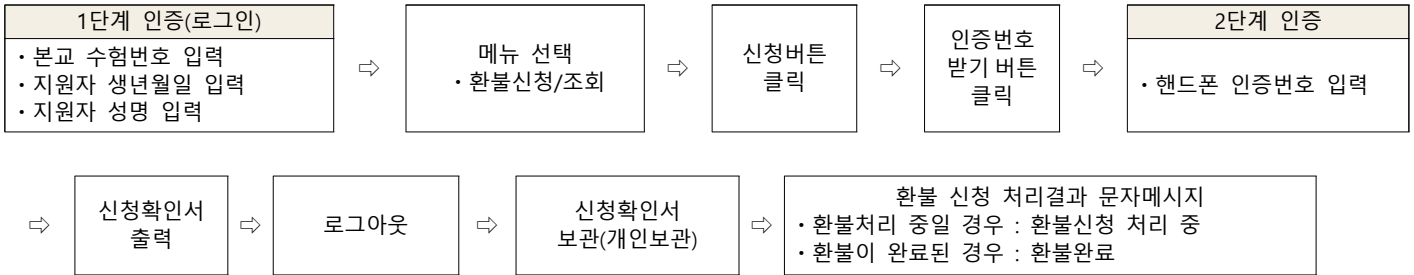 1단계 인증(로그인)
・본교 수험번호 입력
・지원자 생년월일 입력
・지원자 성명 입력
⇨
메뉴 선택
・환불신청/조회
⇨
신청버튼
클릭
⇨
인증번호
받기 버튼
클릭
⇨
2단계 인증
・핸드폰 인증번호 입력
⇨
신청확인서
출력
⇨
로그아웃
⇨
신청확인서
보관(개인보관)
⇨
환불 신청 처리결과 문자메시지
・환불처리 중일 경우 : 환불신청 처리 중
・환불이 완료된 경우 : 환불완료